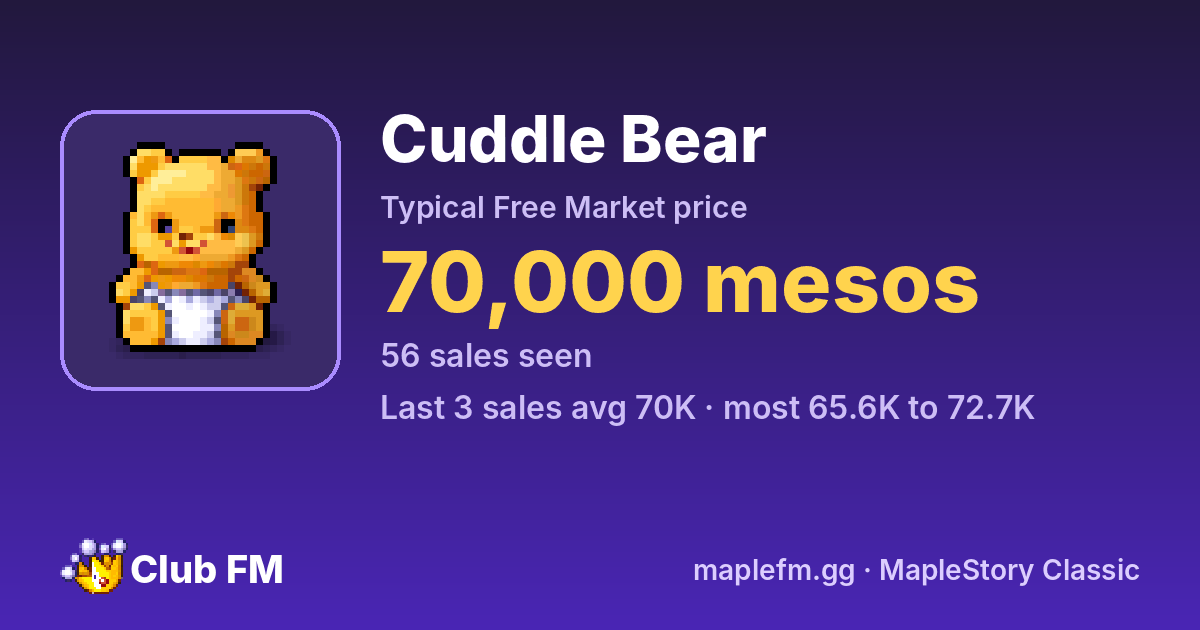 Cuddle Bear
Typical Free Market price
70,000 mesos
56 sales seen
Last 3 sales avg 70K · most 65.6K to 72.7K
Club FM
maplefm.gg · MapleStory Classic